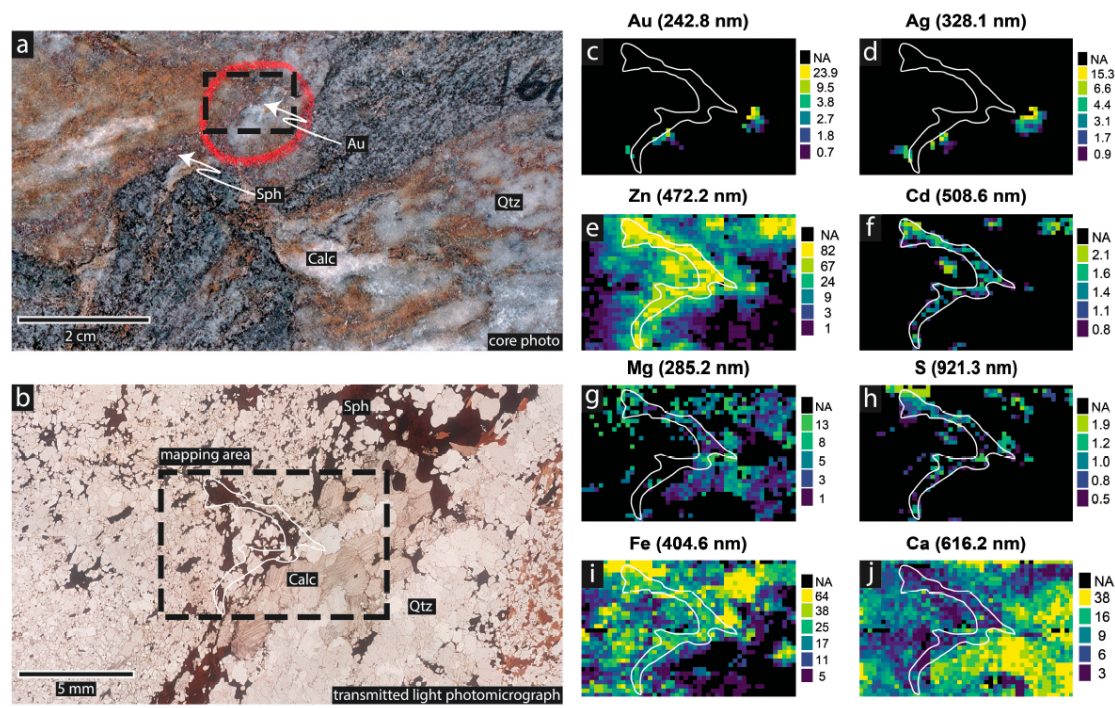 a
161
Au
Sph
Qtz
Calc
2 cm
core photo
b
Sph
mapping area
Calc
Qtz
5 mm
transmitted light photomicrograph
Au (242.8 nm)
c
NA
23.9
9.5
3.8
2.7
1.8
0.7
Ag (328.1 nm)
d
NA
15.3
6.6
4.4
3.1
1.7
0.9
Zn (472.2 nm)
e
NA
82
67
24
9
3
1
Cd (508.6 nm)
f
NA
2.1
1.6
1.4
1.1
0.8
Mg (285.2 nm)
g
NA
13
8
5
3
1
S (921.3 nm)
h
NA
1.9
1.2
1.0
0.8
0.5
Fe (404.6 nm)
i
NA
64
38
25
17
11
5
Ca (616.2 nm)
j
NA
38
16
9
6
3